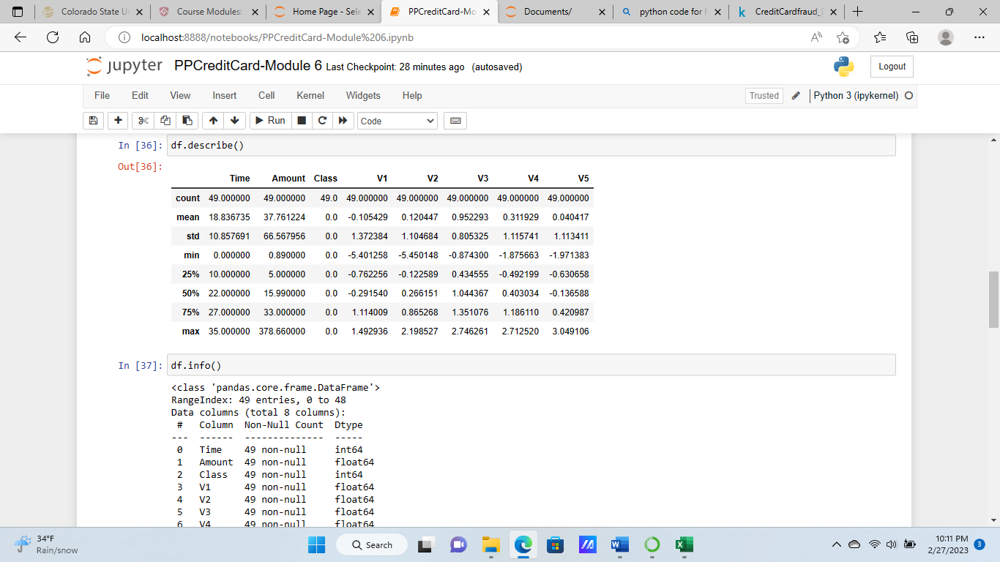 Colorado State U
Course Modules:
Home Page - Sele
PPCreditCard-Mo
Documents/
python code for
CreditCardfraud_
localhost:8888/notebooks/PPCreditCard-Module%206.ipynb
jupyter PPCreditCard-Module 6 Last Checkpoint: 28 minutes ago (autosaved)
Logout
File Edit View Insert Cell Kernel Widgets Help
Trusted
Python 3 (ipykernel)
Run
Code
In [36]: df.describe()
Out[36]:
Time Amount Class V1 V2 V3 V4 V5
count 49.000000 49.000000 49.0 49.000000 49.000000 49.000000 49.000000 49.000000
mean 18.836735 37.761224 0.0 -0.105429 0.120447 0.952293 0.311929 0.040417
std 10.857691 66.567956 0.0 1.372384 1.104684 0.805325 1.115741 1.113411
min 0.000000 0.890000 0.0 -5.401258 -5.450148 -0.874300 -1.875663 -1.971383
25% 10.000000 5.000000 0.0 -0.762256 -0.122589 0.434555 -0.492199 -0.630658
50% 22.000000 15.990000 0.0 -0.291540 0.266151 1.044367 0.403034 -0.136588
75% 27.000000 33.000000 0.0 1.114009 0.865268 1.351076 1.186110 0.420987
max 35.000000 378.660000 0.0 1.492936 2.198527 2.746261 2.712520 3.049106
In [37]: df.info()
<class 'pandas.core.frame.DataFrame'>
RangeIndex: 49 entries, 0 to 48
Data columns (total 8 columns):
# Column Non-Null Count Dtype
--- ------ -------------- -----
0 Time 49 non-null int64
1 Amount 49 non-null float64
2 Class 49 non-null int64
3 V1 49 non-null float64
4 V2 49 non-null float64
5 V3 49 non-null float64
6 V4 49 non-null float64
34°F
Rain/snow
Search
10:11 PM
2/27/2023
3